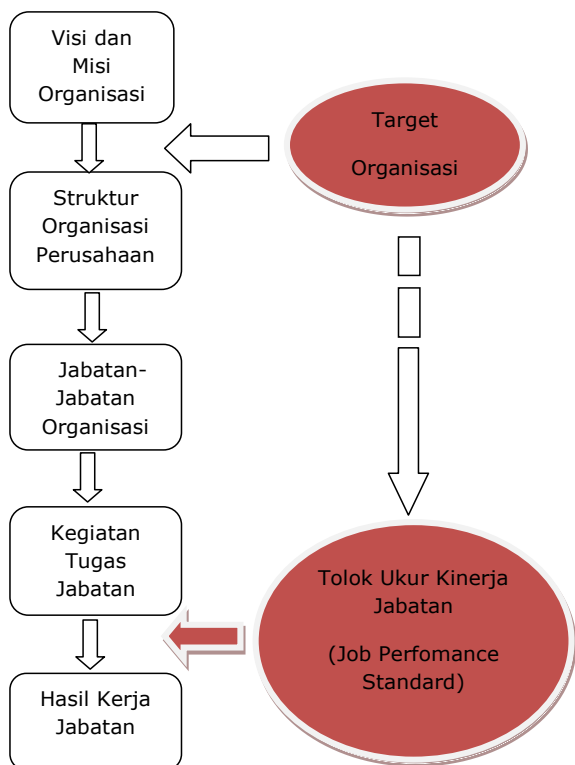 Visi dan
Misi
Organisasi
Target
Organisasi
Struktur
Organisasi
Perusahaan
Jabatan-
Jabatan
Organisasi
Kegiatan
Tugas
Jabatan
Tolok Ukur Kinerja
Jabatan
(Job Perfomance
Standard)
Hasil Kerja
Jabatan